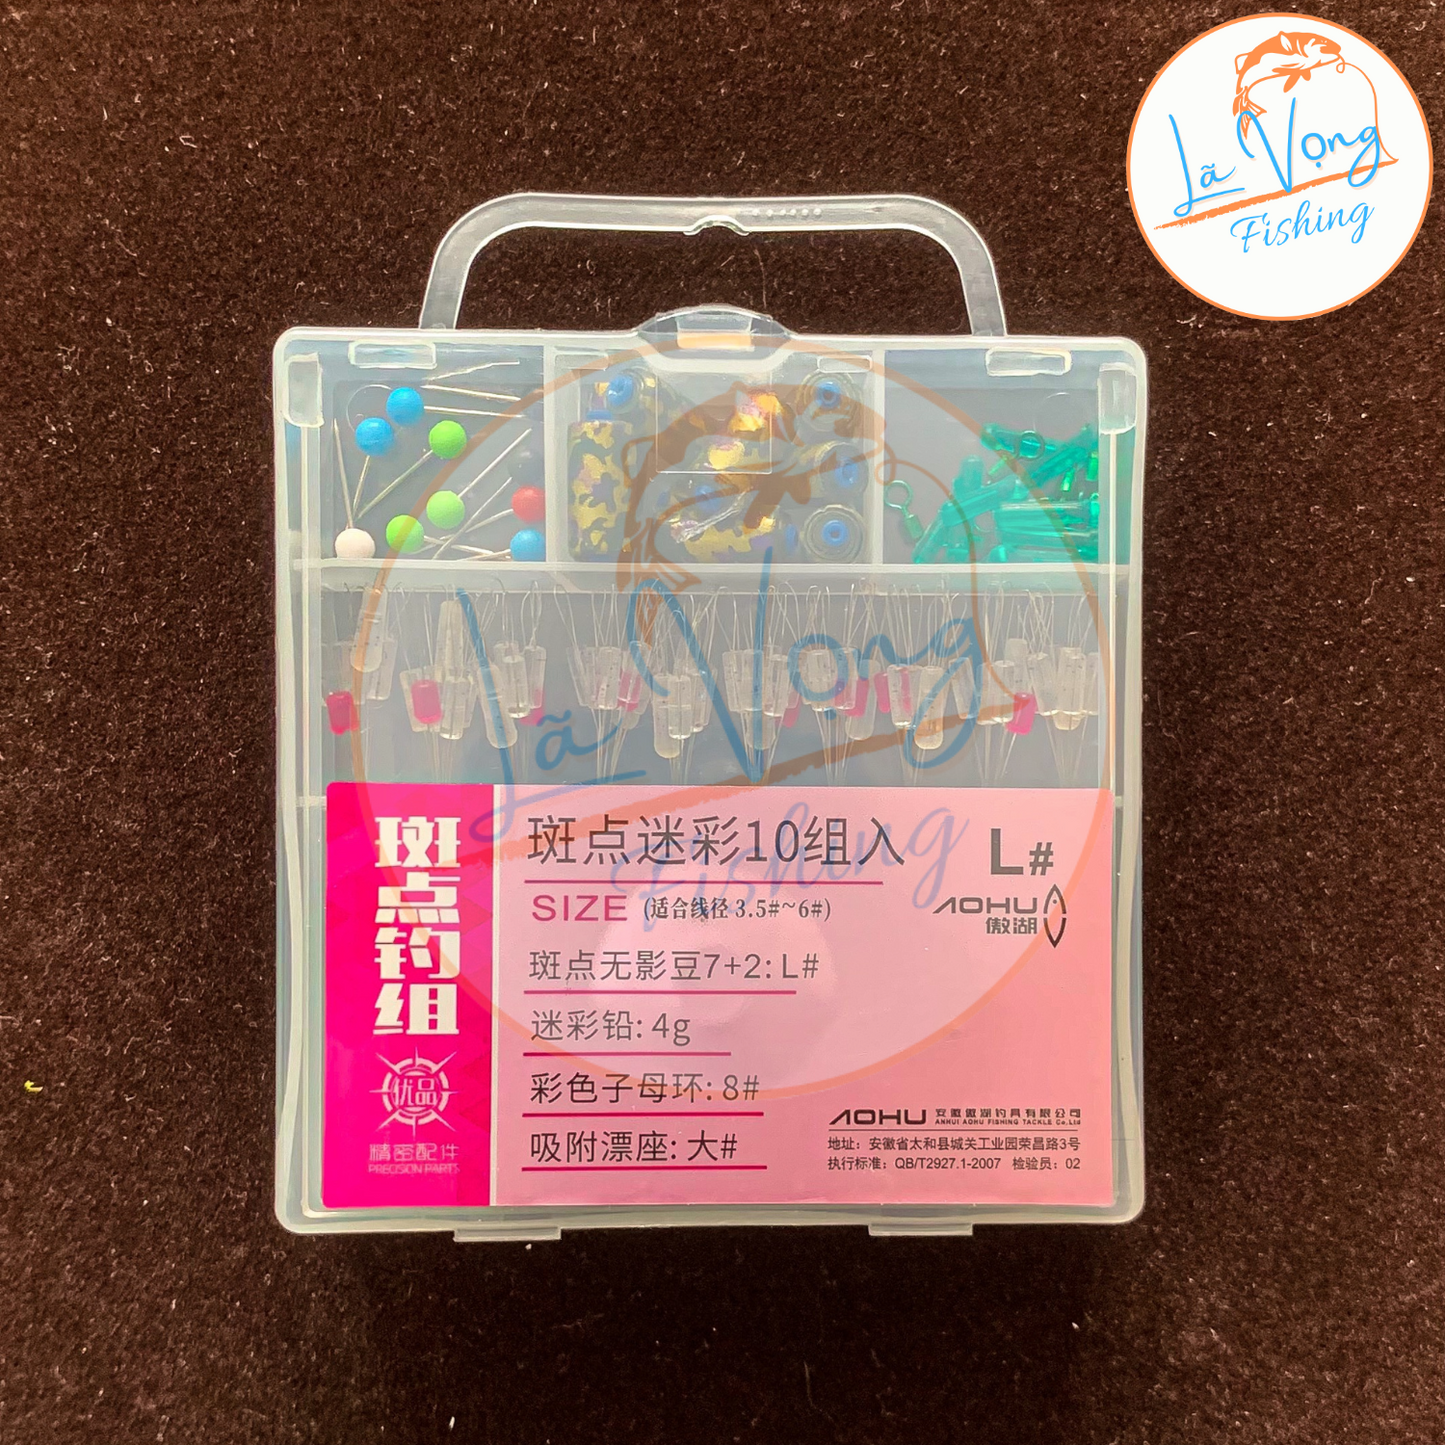 Lã Vọng
Fishing
Lã Vọng
Fishing
斑点钓组
优品
精密配件
PRECISION PARTS
斑点迷彩10组入
L#
SIZE (适合线径 3.5#~6#)
AOHU
傲湖
斑点无影豆7+2: L#
迷彩铅: 4g
彩色子母环: 8#
吸附漂座: 大#
AOHU 安徽傲湖钓具有限公司
ANHUI AOHU FISHING TACKLE Co.Ltd
地址: 安徽省太和县城关工业园荣昌路3号
执行标准: QB/T2927.1-2007 检验员: 02